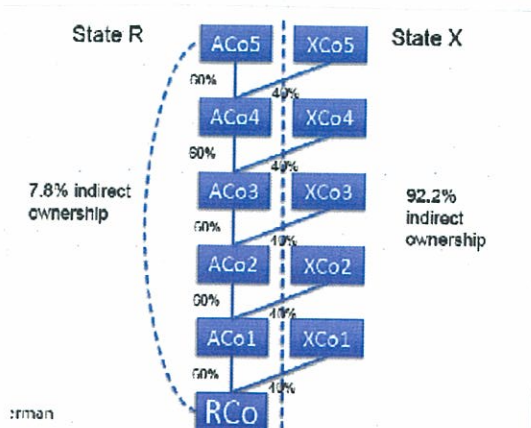 State R
ACo5
XCo5
State X
60%
40%
ACo4
XCo4
60%
40%
7.8% indirect
ownership
ACo3
XCo3
92.2%
indirect
ownership
60%
40%
ACo2
XCo2
60%
40%
ACo1
XCo1
60%
40%
RCo
erman